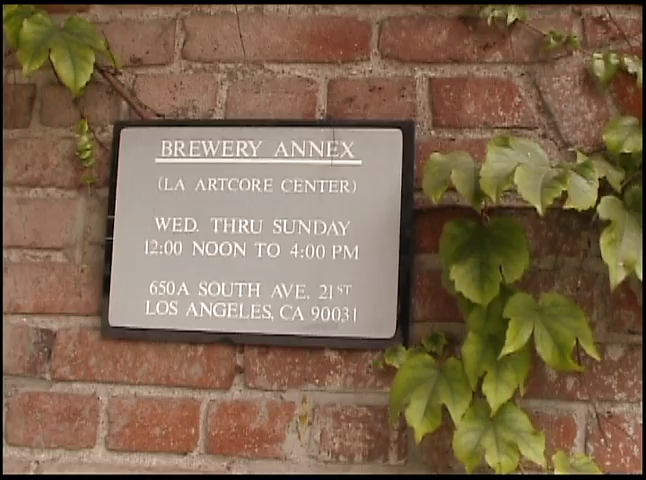 BREWERY ANNEX
(LA ARTCORE CENTER)
WED. THRU SUNDAY
12:00 NOON TO 4:00 PM
650A SOUTH AVE. 21ST
LOS ANGELES, CA 90031